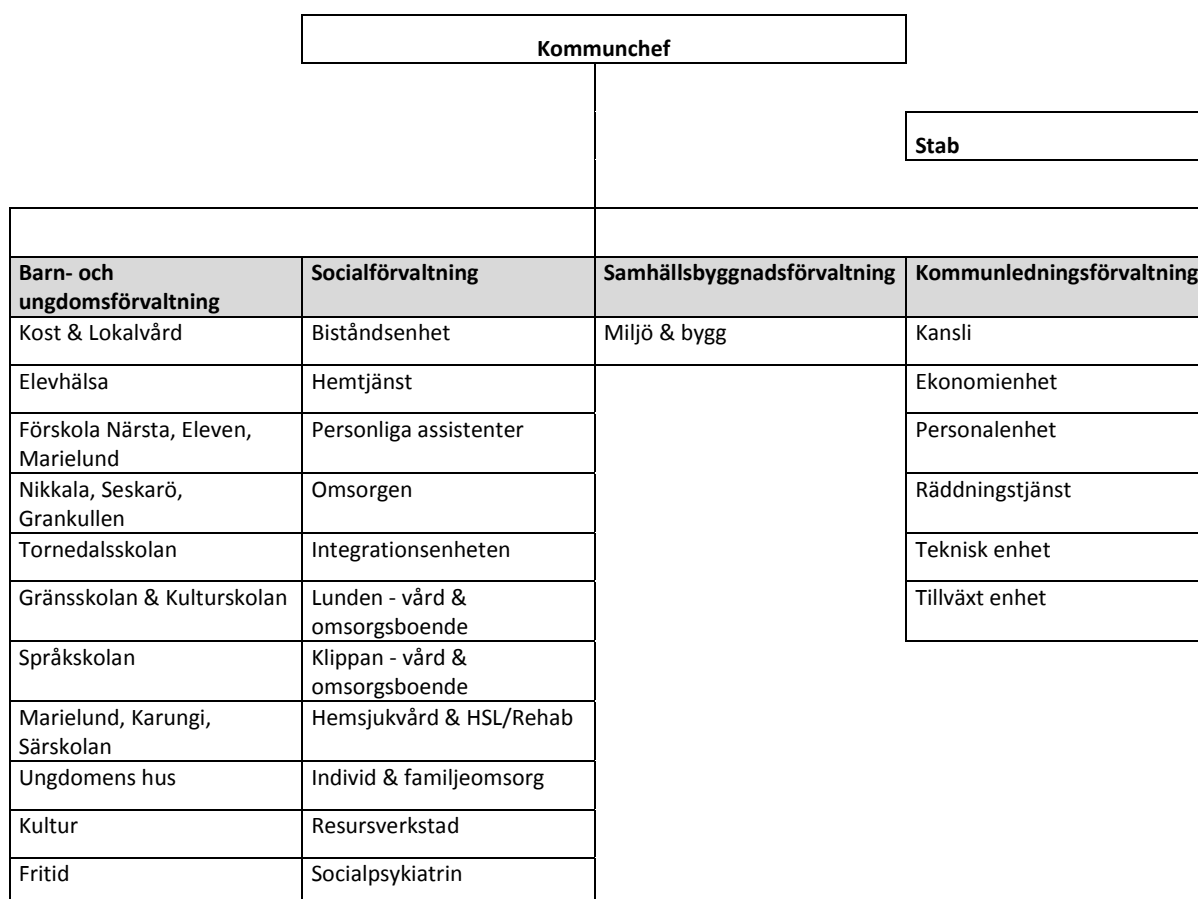 Kommunchef
Stab
Barn- och
ungdomsförvaltning
Socialförvaltning
Samhällsbyggnadsförvaltning
Kommunledningsförvaltning
Kost & Lokalvård
Biståndsenhet
Miljö & bygg
Kansli
Elevhälsa
Hemtjänst
Ekonomienhet
Förskola Närsta, Eleven,
Marielund
Personliga assistenter
Personalenhet
Nikkala, Seskarö,
Grankullen
Omsorgen
Räddningstjänst
Tornedalsskolan
Integrationsenheten
Teknisk enhet
Gränsskolan & Kulturskolan
Lunden - vård &
omsorgsboende
Tillväxt enhet
Språkskolan
Klippan - vård &
omsorgsboende
Marielund, Karungi,
Särskolan
Hemsjukvård & HSL/Rehab
Ungdomens hus
Individ & familjeomsorg
Kultur
Resursverkstad
Fritid
Socialpsykiatrin